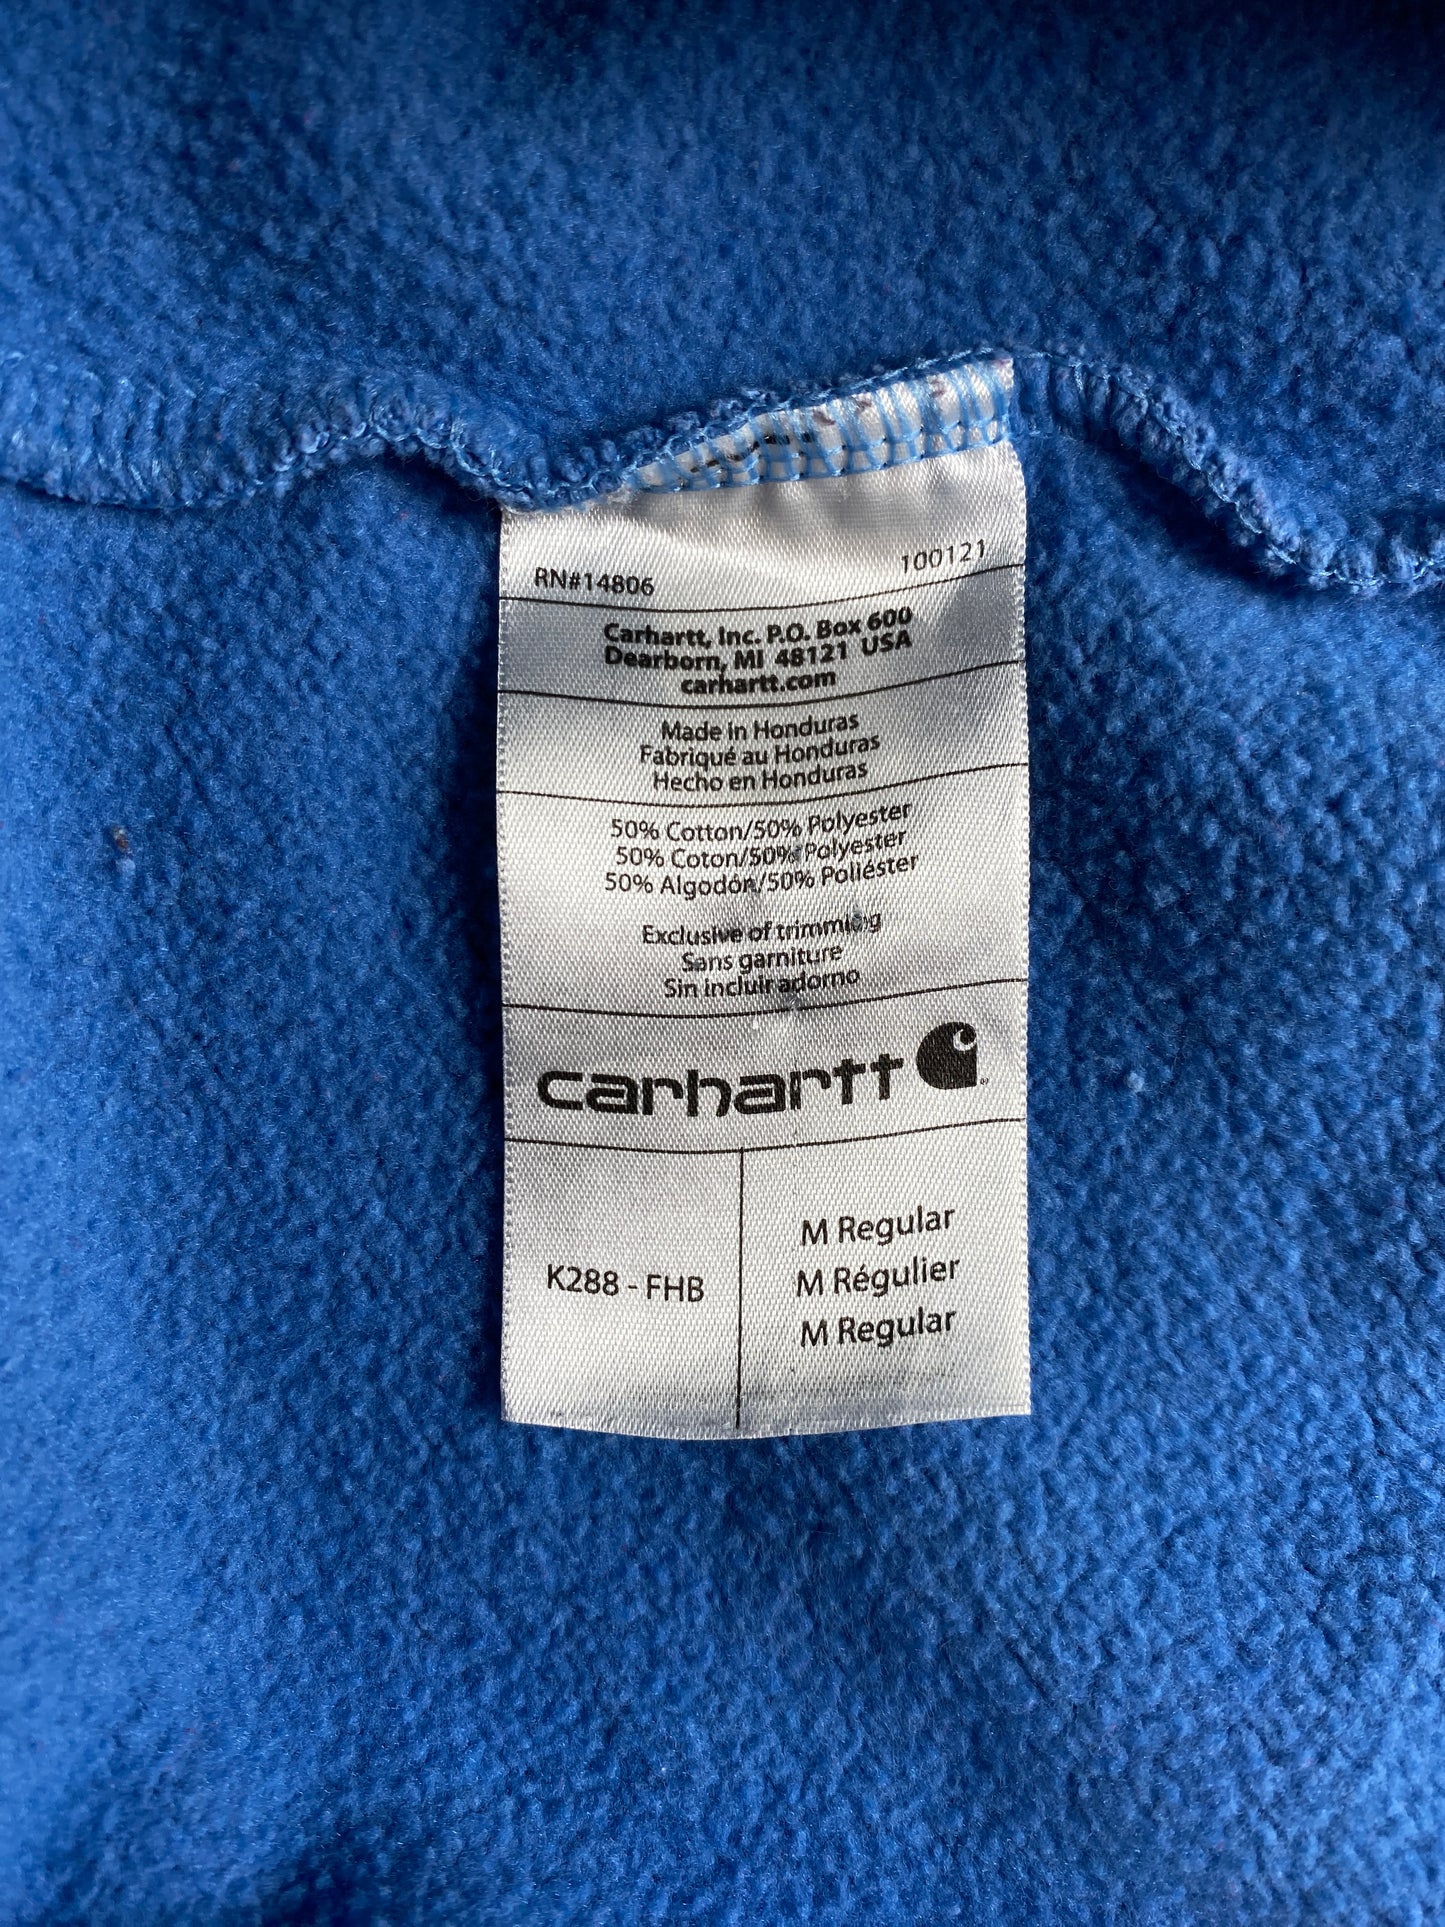 RN#14806 100121
Carhartt, Inc. P.O. Box 600
Dearborn, MI 48121 USA
carhartt.com
Made in Honduras
Fabriqué au Honduras
Hecho en Honduras
50% Cotton/50% Polyester
50% Coton/50% Polyester
50% Algodón/50% Poliéster
Exclusive of trimming
Sans garniture
Sin incluir adorno
carhartt
K288 - FHB
M Regular
M Régulier
M Regular